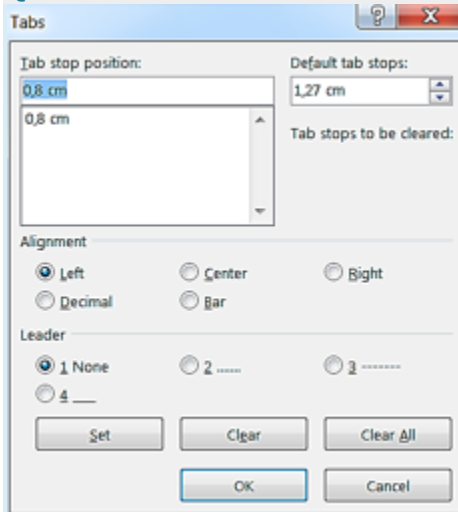 Tabs
Tab stop position:
Default tab stops:
0,8 cm
1,27 cm
0,8 cm
Tab stops to be cleared:
Alignment
Left
Center
Right
Decimal
Bar
Leader
1 None
2 ......
3 -------
4 ___
Set
Clear
Clear All
OK
Cancel